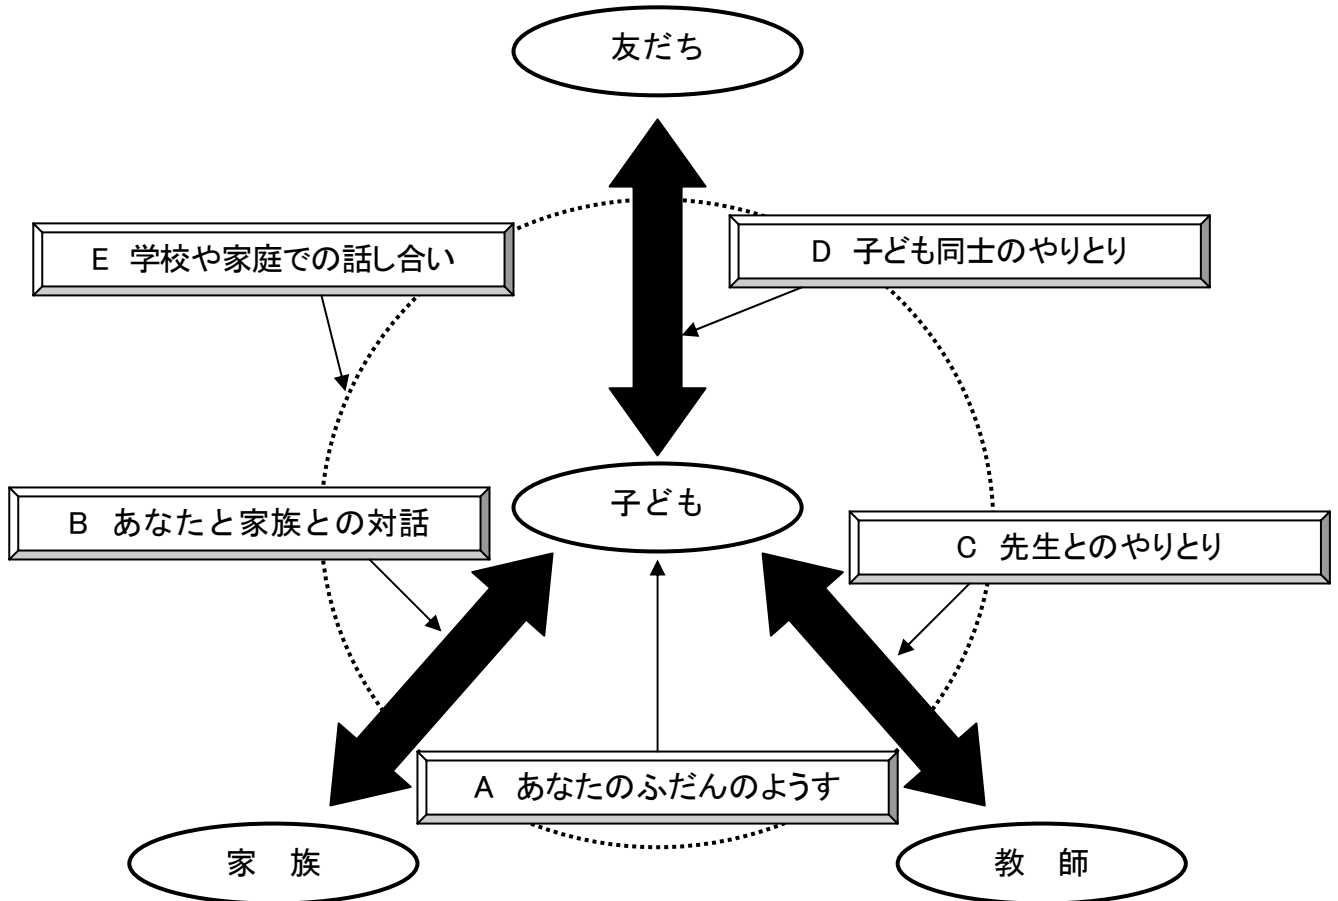 友だち
E　学校や家庭での話し合い
D　子ども同士のやりとり
子ども
B　あなたと家族との対話
C　先生とのやりとり
A　あなたのふだんのようす
家　族
教　師